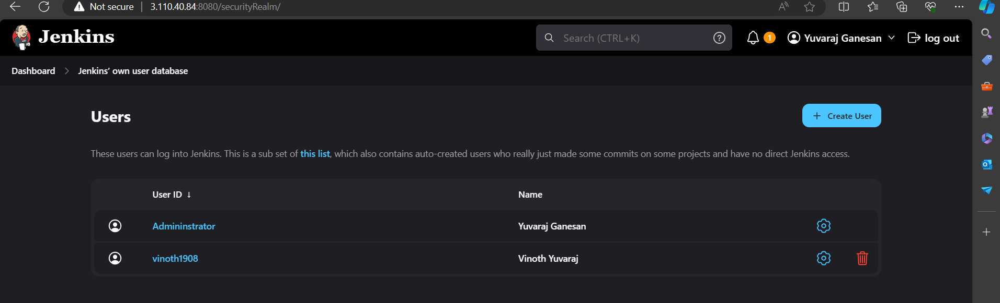 Not secure 3.110.40.84:8080/securityRealm/
Jenkins
Search (CTRL+K)
1
Yuvaraj Ganesan
log out
Dashboard
Jenkins’ own user database
Users
Create User
These users can log into Jenkins. This is a sub set of this list, which also contains auto-created users who really just made some commits on some projects and have no direct Jenkins access.
User ID ↓ Name
Admininstrator Yuvaraj Ganesan
vinoth1908 Vinoth Yuvaraj